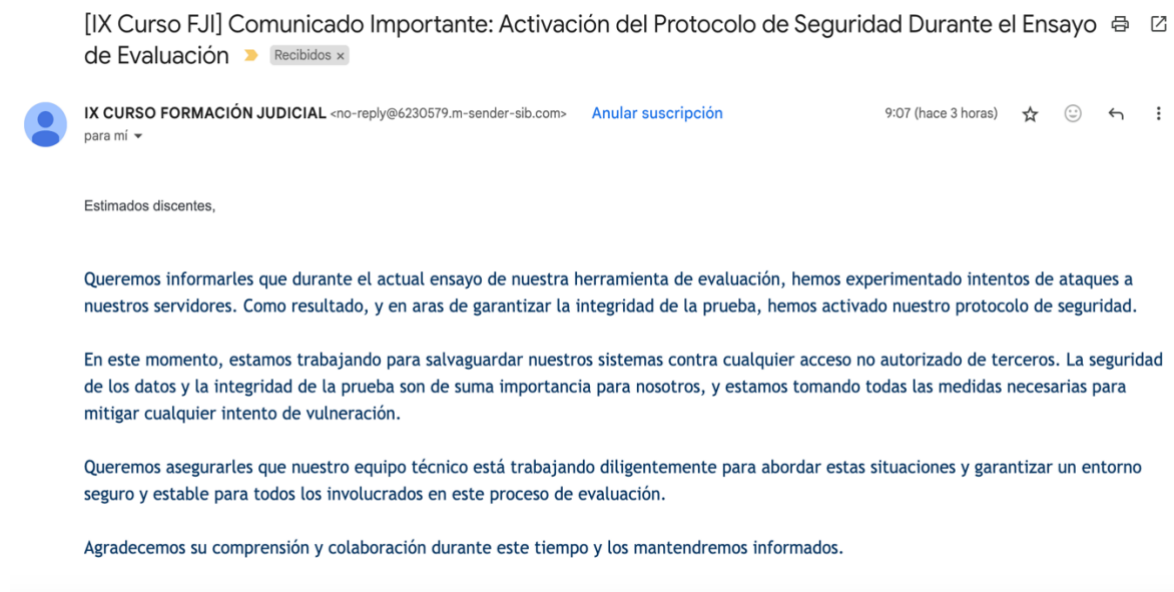 [IX Curso FJI] Comunicado Importante: Activación del Protocolo de Seguridad Durante el Ensayo
de Evaluación Recibidos ×
IX CURSO FORMACIÓN JUDICIAL <no-reply@6230579.m-sender-sib.com> Anular suscripción 9:07 (hace 3 horas)
para mí
Estimados discentes,
Queremos informarles que durante el actual ensayo de nuestra herramienta de evaluación, hemos experimentado intentos de ataques a
nuestros servidores. Como resultado, y en aras de garantizar la integridad de la prueba, hemos activado nuestro protocolo de seguridad.
En este momento, estamos trabajando para salvaguardar nuestros sistemas contra cualquier acceso no autorizado de terceros. La seguridad
de los datos y la integridad de la prueba son de suma importancia para nosotros, y estamos tomando todas las medidas necesarias para
mitigar cualquier intento de vulneración.
Queremos asegurarles que nuestro equipo técnico está trabajando diligentemente para abordar estas situaciones y garantizar un entorno
seguro y estable para todos los involucrados en este proceso de evaluación.
Agradecemos su comprensión y colaboración durante este tiempo y los mantendremos informados.